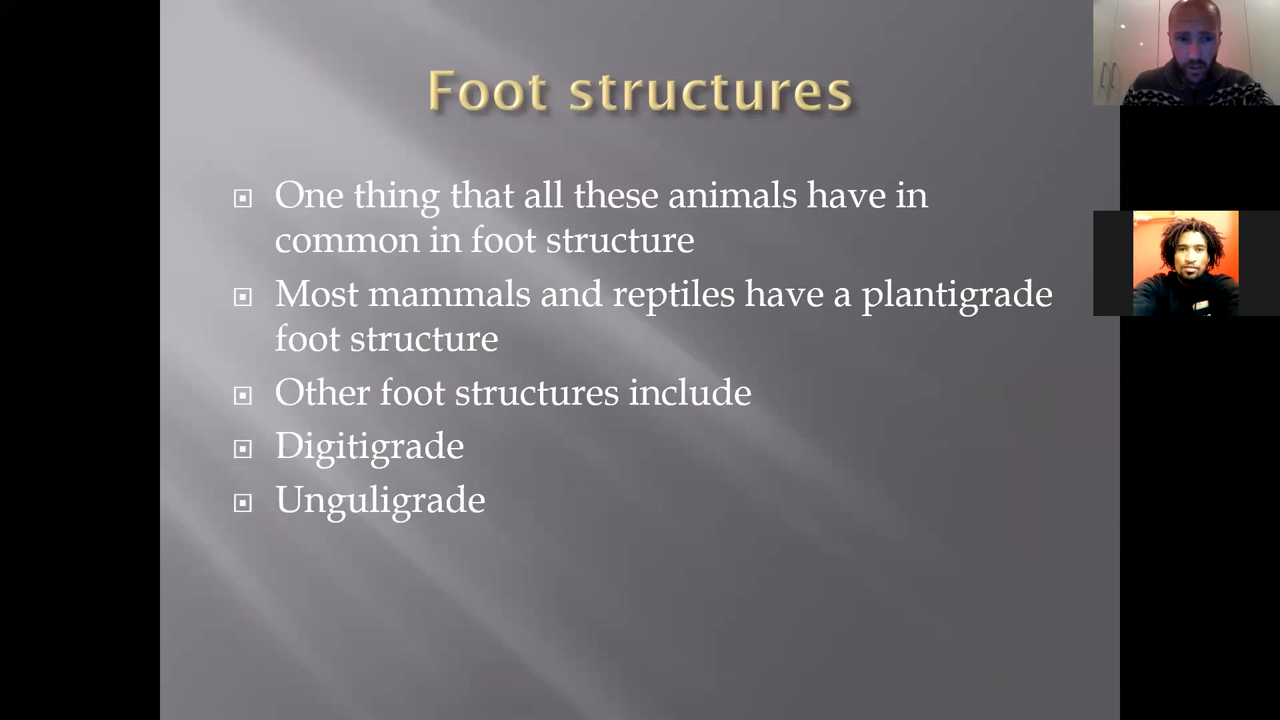 Foot structures
One thing that all these animals have in
common in foot structure
Most mammals and reptiles have a plantigrade
foot structure
Other foot structures include
Digitigrade
Unguligrade